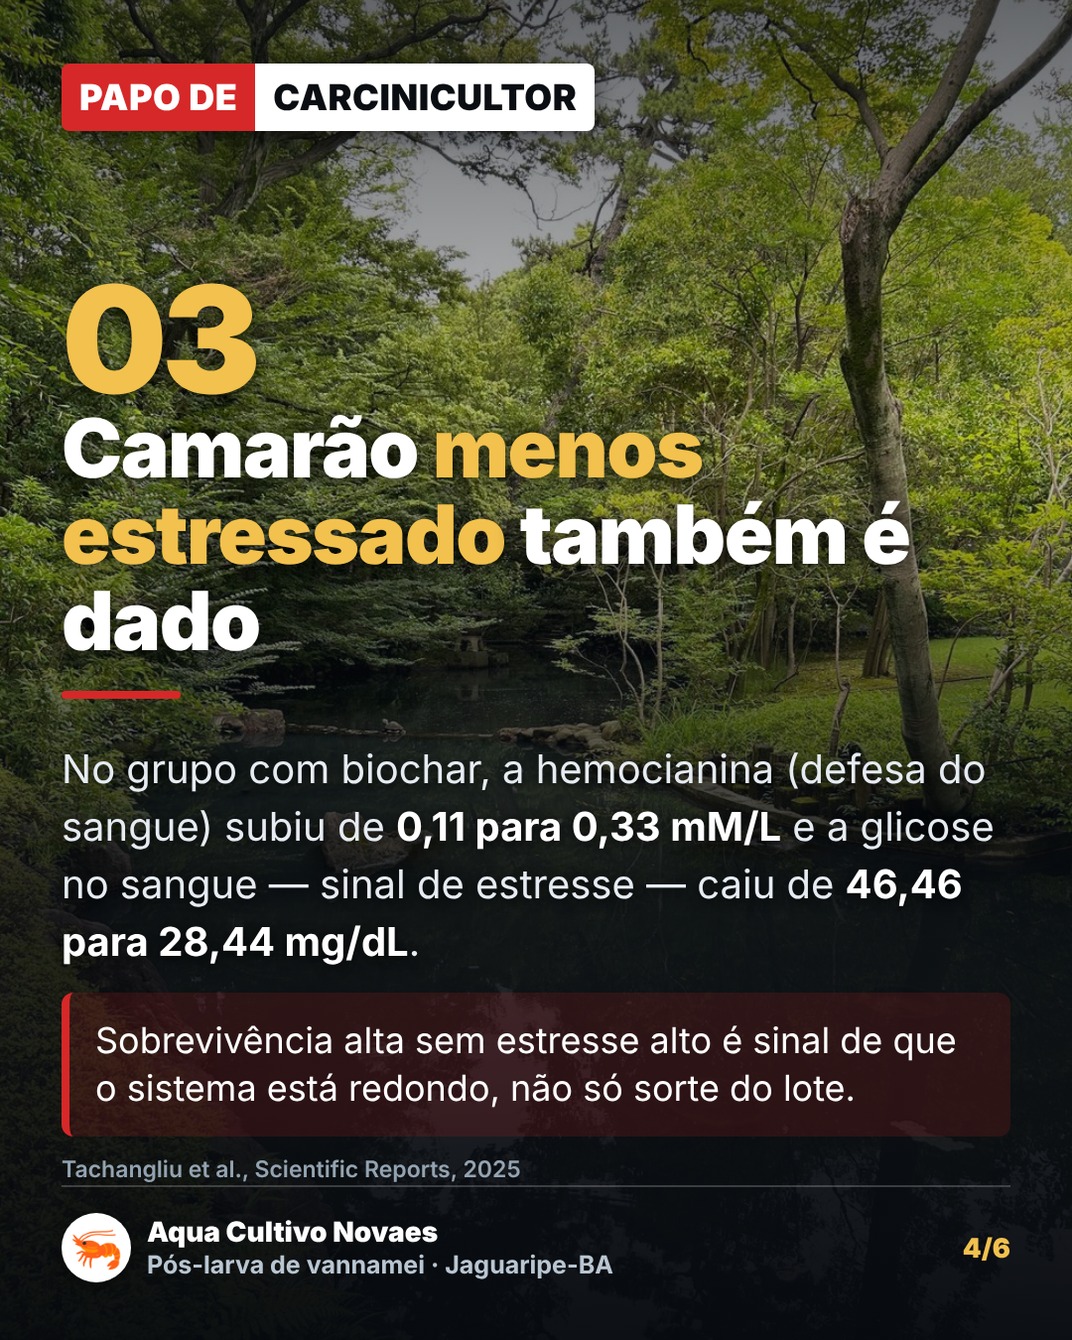 PAPO DE CARCINICULTOR
03
Camarão menos
estressado também é
dado
No grupo com biochar, a hemocianina (defesa do
sangue) subiu de 0,11 para 0,33 mM/L e a glicose
no sangue — sinal de estresse — caiu de 46,46
para 28,44 mg/dL.
Sobrevivência alta sem estresse alto é sinal de que
o sistema está redondo, não só sorte do lote.
Tachangliu et al., Scientific Reports, 2025
Aqua Cultivo Novaes
Pós-larva de vannamei · Jaguaripe-BA
4/6